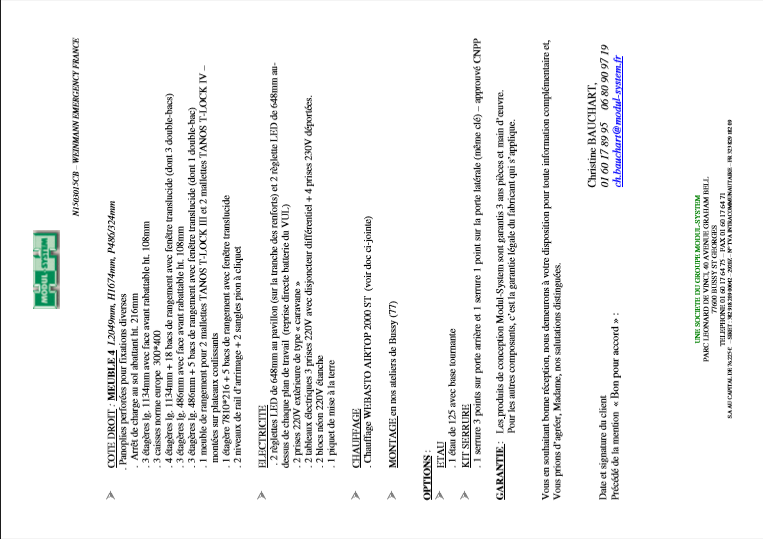 MODUL-SYSTEM
N150301SCB – WEINMANN EMERGENCY FRANCE
➢ COTE DROIT : MEUBLE 4 L2049mm, H1674mm, P486/324mm
. Panoplies perforées pour fixations diverses
. Arrêt de charge au sol abattant ht. 216mm
. 3 étagères lg. 1134mm avec face avant rabattable ht. 108mm
. 3 caisses norme europe 300*400
. 4 étagères lg. 1134mm + 18 bacs de rangement avec fenêtre translucide (dont 3 double-bacs)
. 3 étagères lg. 486mm avec face avant rabattable ht. 108mm
. 3 étagères lg. 486mm + 5 bacs de rangement avec fenêtre translucide (dont 1 double-bac)
. 1 meuble de rangement pour 2 mallettes TANOS T-LOCK III et 2 mallettes TANOS T-LOCK IV –
montées sur plateaux coulissants
. 1 étagère 7810*216 + 5 bacs de rangement avec fenêtre translucide
. 2 niveaux de rail d’arrimage + 2 sangles pion à cliquet
➢ ELECTRICITE
. 2 règlettes LED de 648mm au pavillon (sur la tranche des renforts) et 2 règlette LED de 648mm au-
dessus de chaque plan de travail (reprise directe batterie du VUL)
. 2 prises 220V extérieure de type « caravane »
. 2 tableaux électriques 3 prises 220V avec disjoncteur différentiel + 4 prises 230V déportées.
. 2 blocs néon 220V étanche
. 1 piquet de mise à la terre
➢ CHAUFFAGE
. Chauffage WEBASTO AIRTOP 2000 ST (voir doc ci-jointe)
➢ MONTAGE en nos ateliers de Bussy (77)
OPTIONS :
➢ ETAU
. 1 étau de 125 avec base tournante
➢ KIT SERRURE
. 1 serrure 3 points sur porte arrière et 1 serrure 1 point sur la porte latérale (même clé) – approuvé CNPP
GARANTIE : Les produits de conception Modul-System sont garantis 3 ans pièces et main d’œuvre.
Pour les autres composants, c’est la garantie légale du fabricant qui s’applique.
Vous en souhaitant bonne réception, nous demeurons à votre disposition pour toute information complémentaire et,
Vous prions d’agréer, Madame, nos salutations distinguées.
Christine BAUCHART,
01 60 17 89 95 06 80 90 97 19
ch.bauchart@modul-system.fr
Date et signature du client
Précédé de la mention « Bon pour accord » :
UNE SOCIETE DU GROUPE MODUL-SYSTEM
PARC LEONARD DE VINCI, 40 AVENUE GRAHAM BELL
77600 BUSSY ST GEORGES
TELEPHONE 01 60 17 64 75 – FAX 01 60 17 64 71